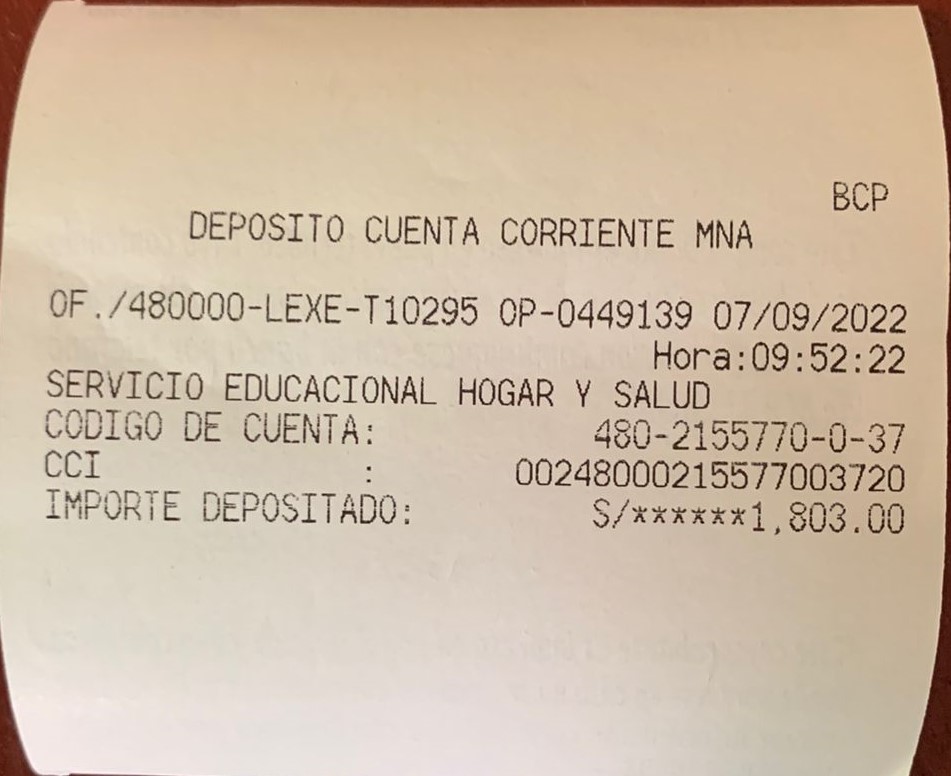 BCP
DEPOSITO CUENTA CORRIENTE MNA
OF./480000-LEXE-T10295 OP-0449139 07/09/2022
Hora:09:52:22
SERVICIO EDUCACIONAL HOGAR Y SALUD
CODIGO DE CUENTA: 480-2155770-0-37
CCI : 00248000215577003720
IMPORTE DEPOSITADO: S/******1,803.00